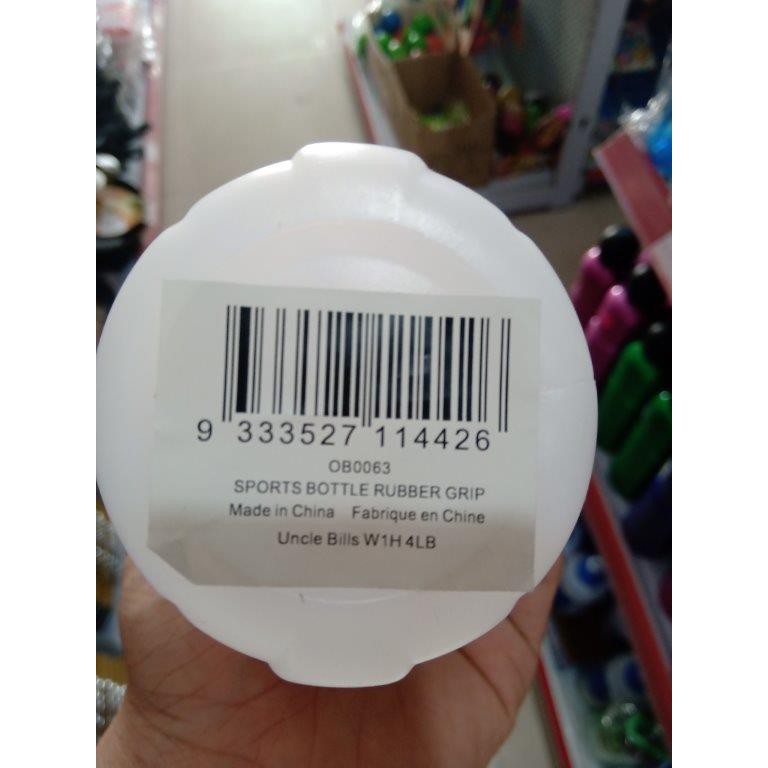 9 333527 114426
OB0063
SPORTS BOTTLE RUBBER GRIP
Made in China Fabrique en Chine
Uncle Bills W1H 4LB